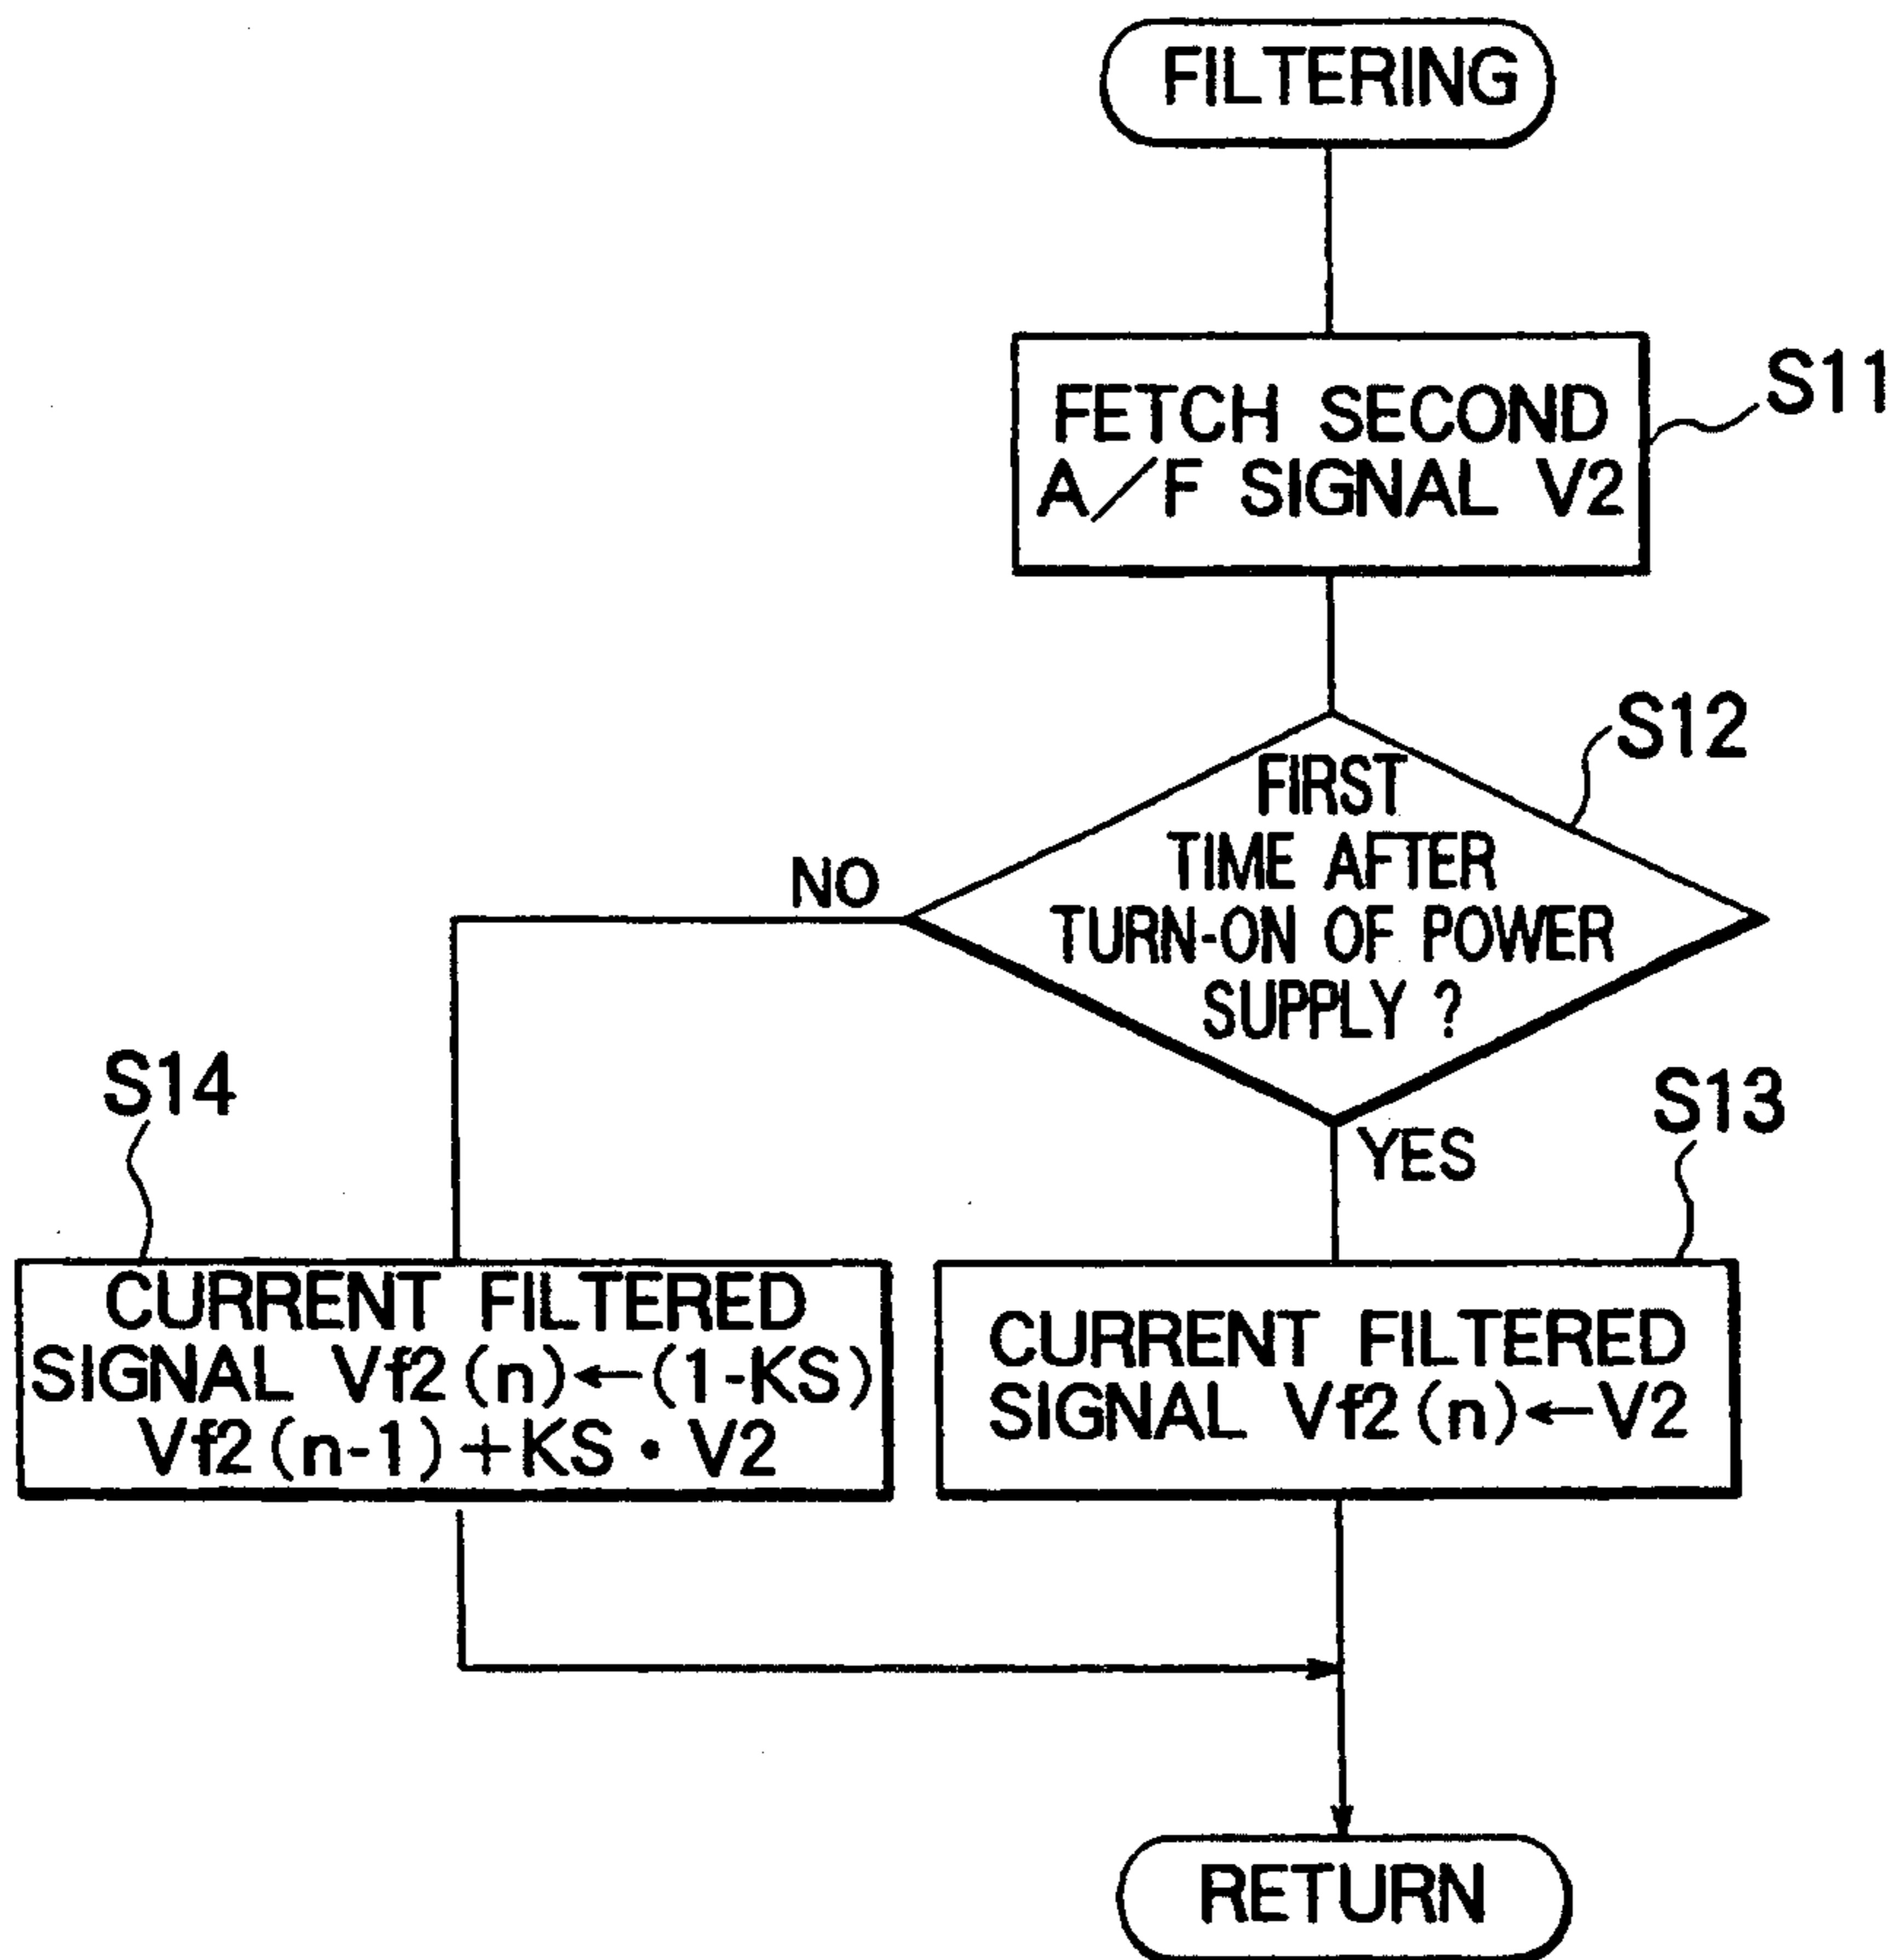 FILTERING
FETCH SECOND
A/F SIGNAL V2
S11
FIRST
TIME AFTER
TURN-ON OF POWER
SUPPLY ?
S12
NO
YES
S14
CURRENT FILTERED
SIGNAL Vf2(n)←(1-KS)
Vf2(n-1)+KS・V2
S13
CURRENT FILTERED
SIGNAL Vf2(n)←V2
RETURN